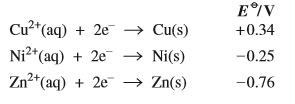 E⦵/V
Cu²⁺(aq) + 2e⁻ → Cu(s) +0.34
Ni²⁺(aq) + 2e⁻ → Ni(s) −0.25
Zn²⁺(aq) + 2e⁻ → Zn(s) −0.76